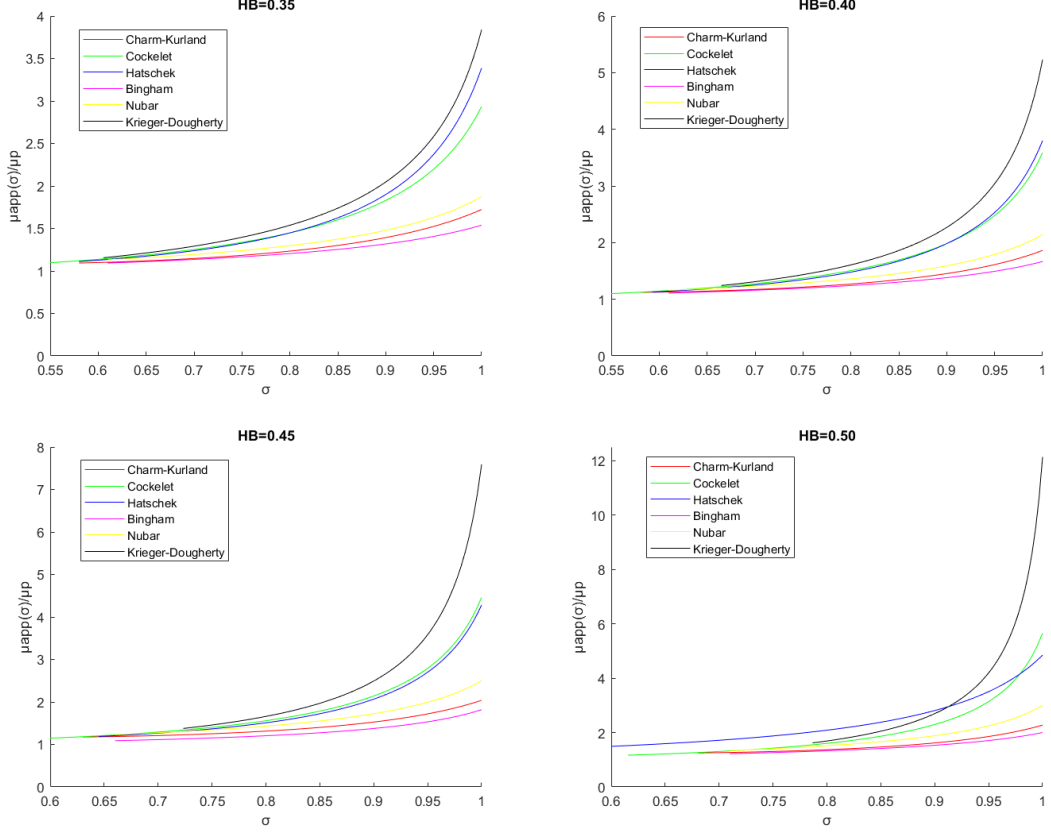 HB=0.35
4
3.5
3
2.5
2
1.5
1
0.5
0
μapp(σ)/μp
Charm-Kurland
Cockelet
Hatschek
Bingham
Nubar
Krieger-Dougherty
0.55 0.6 0.65 0.7 0.75 0.8 0.85 0.9 0.95 1
σ
HB=0.40
6
5
4
3
2
1
0
μapp(σ)/μp
Charm-Kurland
Cockelet
Hatschek
Bingham
Nubar
Krieger-Dougherty
0.55 0.6 0.65 0.7 0.75 0.8 0.85 0.9 0.95 1
σ
HB=0.45
8
7
6
5
4
3
2
1
0
μapp(σ)/μp
Charm-Kurland
Cockelet
Hatschek
Bingham
Nubar
Krieger-Dougherty
0.6 0.65 0.7 0.75 0.8 0.85 0.9 0.95 1
σ
HB=0.50
12
10
8
6
4
2
0
μapp(σ)/μp
Charm-Kurland
Cockelet
Hatschek
Bingham
Nubar
Krieger-Dougherty
0.6 0.65 0.7 0.75 0.8 0.85 0.9 0.95 1
σ